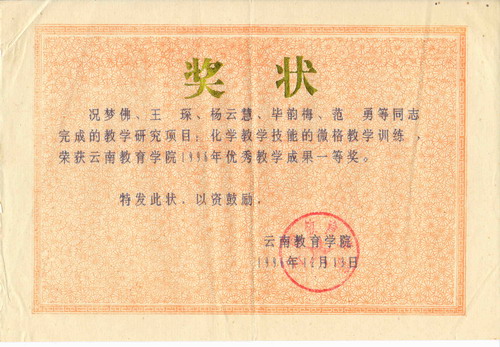 奖状
况梦佛、王 琛、杨云慧、毕韵梅、范 勇等同志
完成的教学研究项目：化学教学技能的微格教学训练，
荣获云南教育学院1996年优秀教学成果一等奖。
特发此状、以资鼓励。
云南教育学院
年 月 日